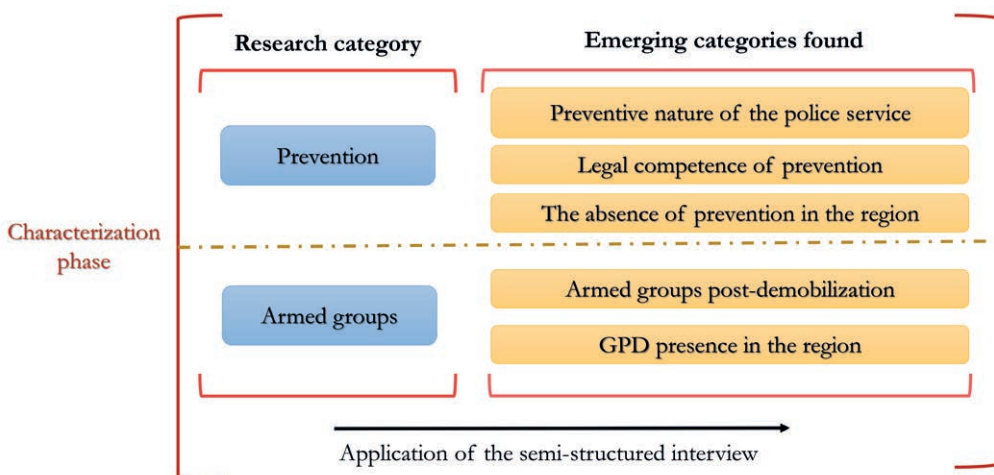 Research category
Emerging categories found
Prevention
Preventive nature of the police service
Legal competence of prevention
The absence of prevention in the region
Characterization
phase
Armed groups
Armed groups post-demobilization
GPD presence in the region
Application of the semi-structured interview